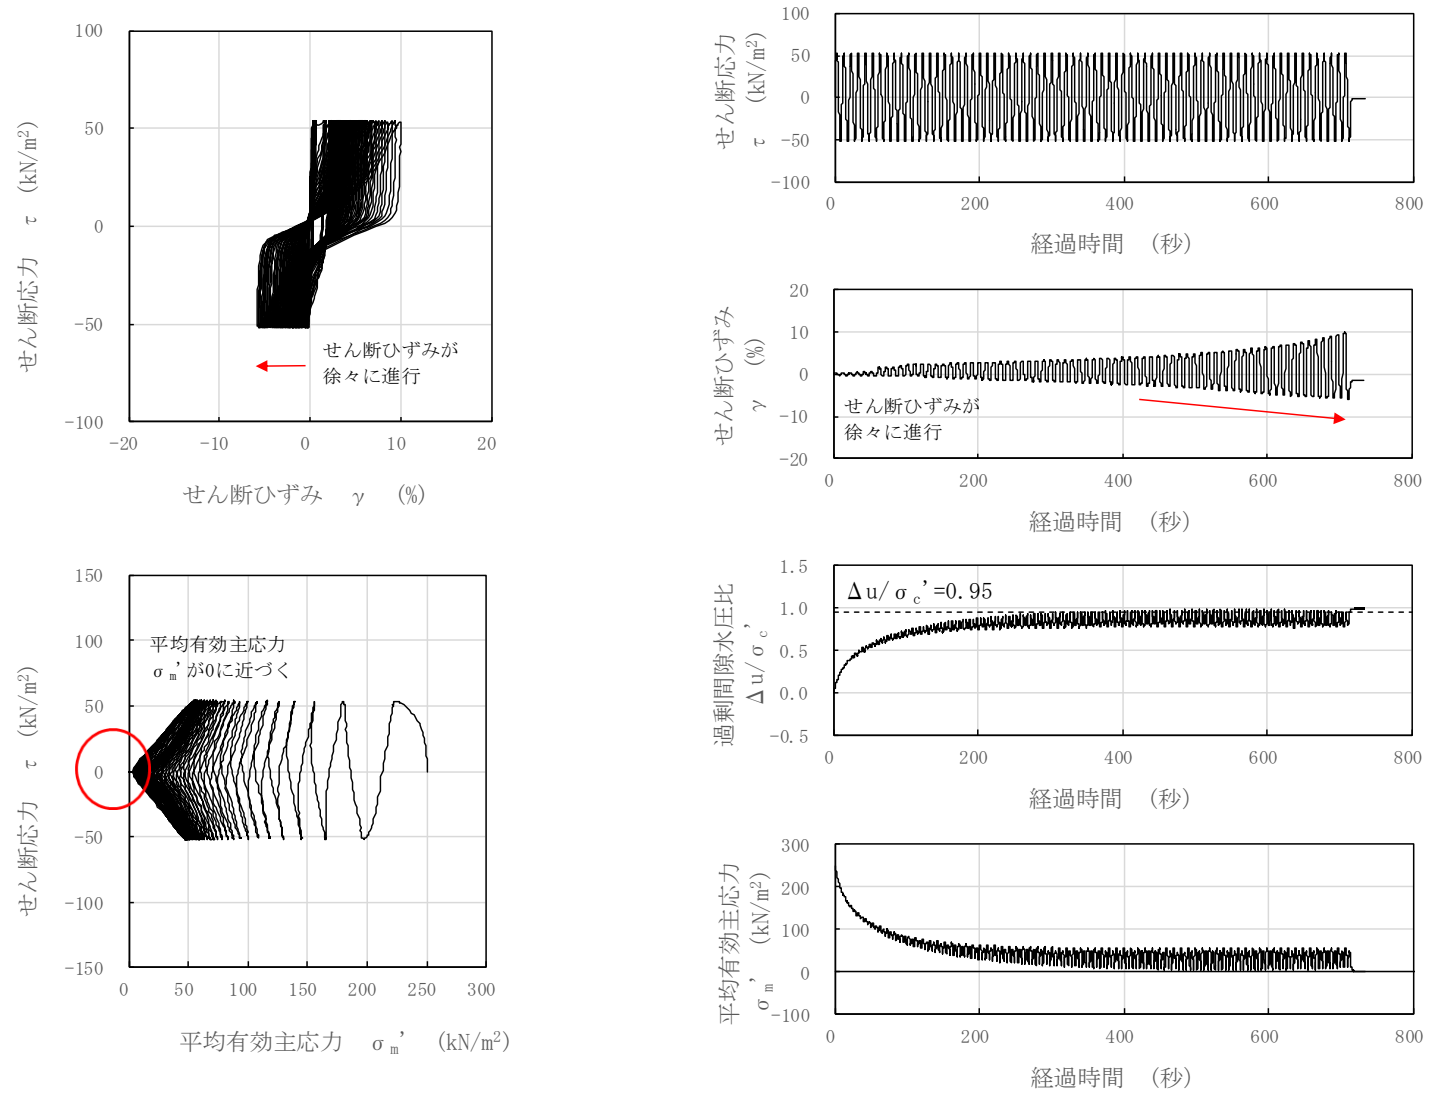 100
50
0
-50
-100
-20
-10
0
10
20
せん断応力 τ (kN/m²)
せん断ひずみが
徐々に進行
せん断ひずみ γ (%)
150
100
50
0
-50
-100
-150
0
50
100
150
200
250
300
せん断応力 τ (kN/m²)
平均有効主応力
σm'が0に近づく
平均有効主応力 σm' (kN/m²)
100
50
0
-50
-100
0
200
400
600
800
せん断応力
τ (kN/m²)
経過時間 (秒)
20
10
0
-10
-20
0
200
400
600
800
せん断ひずみ
γ (%)
せん断ひずみが
徐々に進行
経過時間 (秒)
1.5
1.0
0.5
0.0
-0.5
0
200
400
600
800
過剰間隙水圧比
Δu/σc'
Δu/σc'=0.95
経過時間 (秒)
300
200
100
0
-100
0
200
400
600
800
平均有効主応力
σm' (kN/m²)
経過時間 (秒)